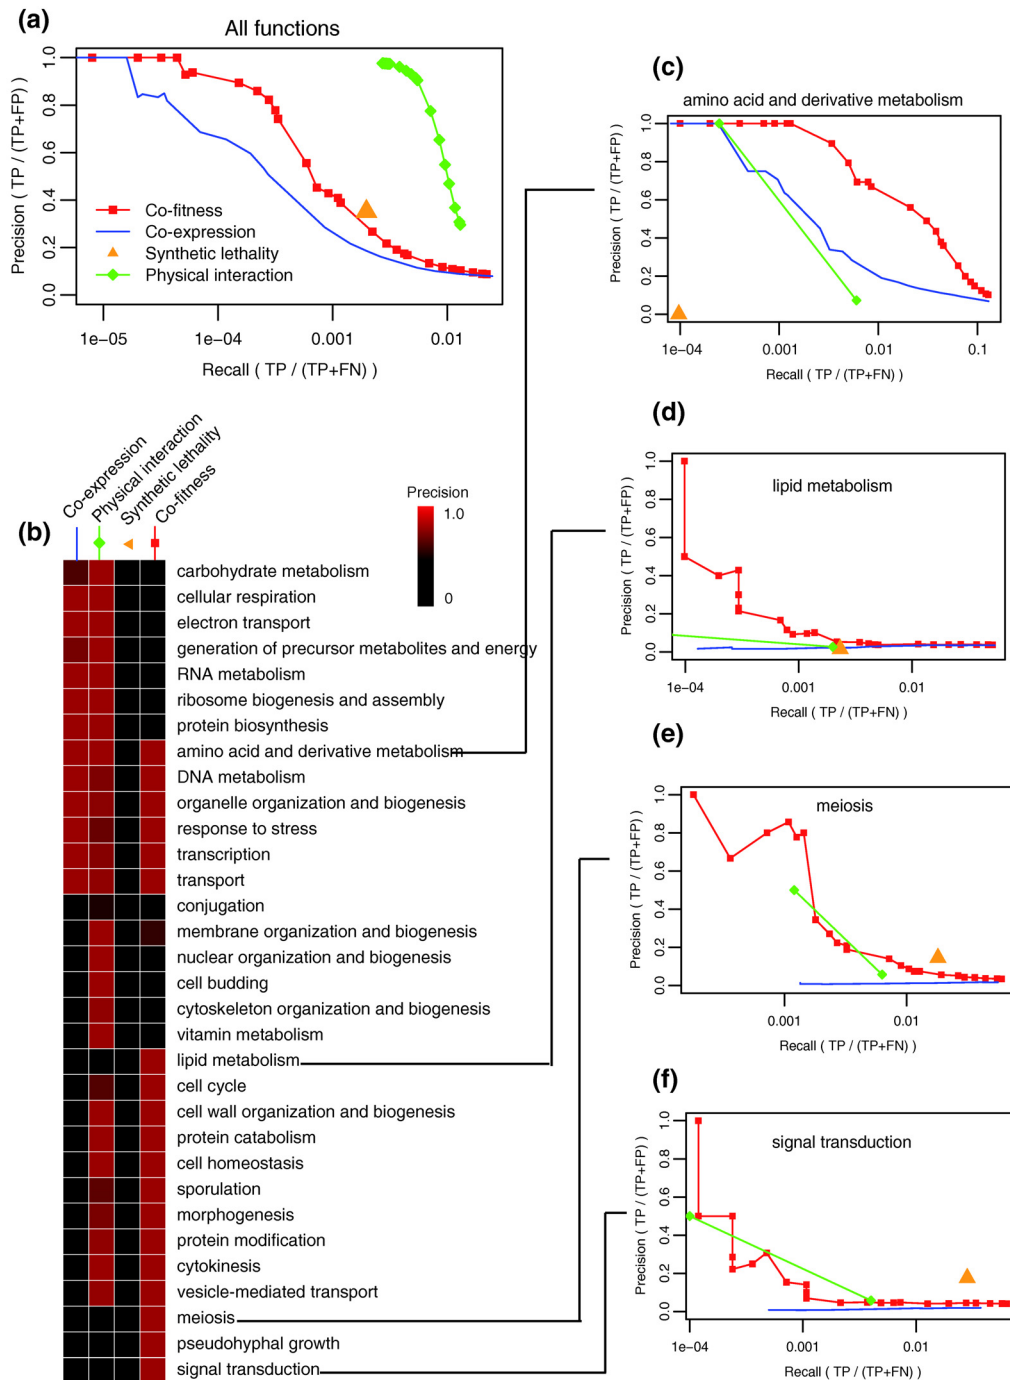 (a)
All functions
Precision ( TP / (TP+FP) )
1.0
0.8
0.6
0.4
0.2
0.0
Co-fitness
Co-expression
Synthetic lethality
Physical interaction
1e-05
1e-04
0.001
0.01
Recall ( TP / (TP+FN) )
(b)
Co-expression
Physical interaction
Synthetic lethality
Co-fitness
Precision
1.0
0
carbohydrate metabolism
cellular respiration
electron transport
generation of precursor metabolites and energy
RNA metabolism
ribosome biogenesis and assembly
protein biosynthesis
amino acid and derivative metabolism
DNA metabolism
organelle organization and biogenesis
response to stress
transcription
transport
conjugation
membrane organization and biogenesis
nuclear organization and biogenesis
cell budding
cytoskeleton organization and biogenesis
vitamin metabolism
lipid metabolism
cell cycle
cell wall organization and biogenesis
protein catabolism
cell homeostasis
sporulation
morphogenesis
protein modification
cytokinesis
vesicle-mediated transport
meiosis
pseudohyphal growth
signal transduction
(c)
amino acid and derivative metabolism
Precision ( TP / (TP+FP) )
1.0
0.8
0.6
0.4
0.2
0.0
1e-04
0.001
0.01
0.1
Recall ( TP / (TP+FN) )
(d)
lipid metabolism
Precision ( TP / (TP+FP) )
1.0
0.8
0.6
0.4
0.2
0.0
1e-04
0.001
0.01
Recall ( TP / (TP+FN) )
(e)
meiosis
Precision ( TP / (TP+FP) )
1.0
0.8
0.6
0.4
0.2
0.0
0.001
0.01
Recall ( TP / (TP+FN) )
(f)
signal transduction
Precision ( TP / (TP+FP) )
1.0
0.8
0.6
0.4
0.2
0.0
1e-04
0.001
0.01
Recall ( TP / (TP+FN) )